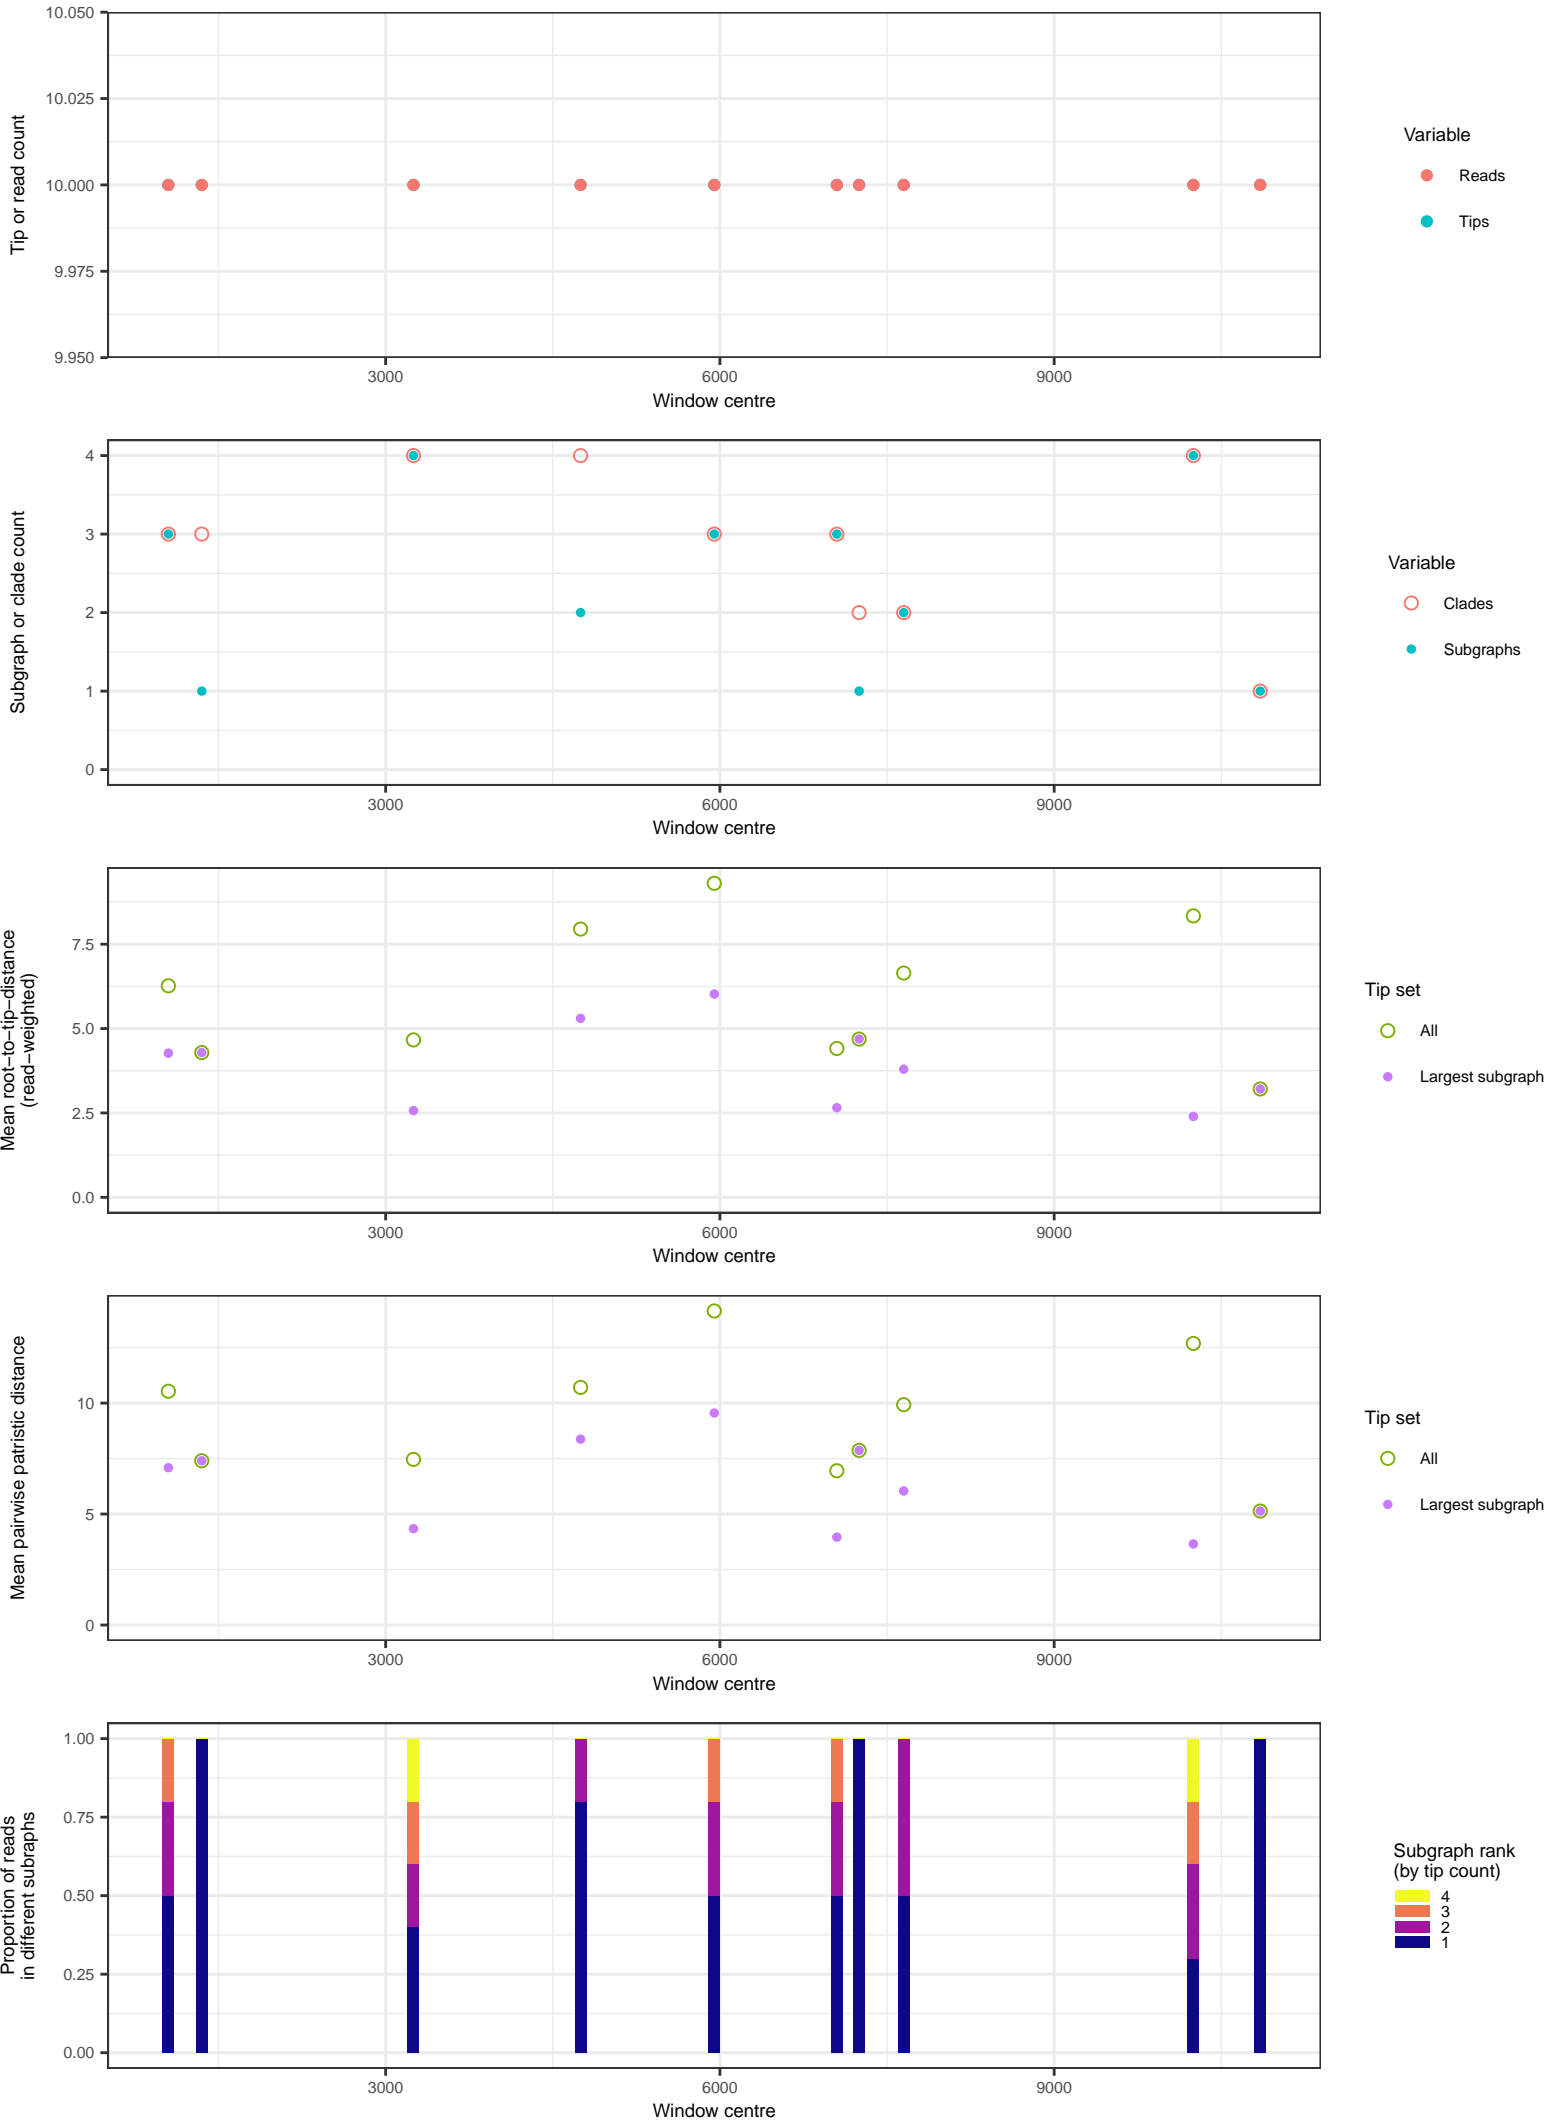 10.050
10.025
10.000
9.975
9.950
Tip or read count
3000
6000
9000
Window centre
Variable
Reads
Tips
4
3
2
1
0
Subgraph or clade count
3000
6000
9000
Window centre
Variable
Clades
Subgraphs
7.5
5.0
2.5
0.0
Mean root−to−tip−distance
(read−weighted)
3000
6000
9000
Window centre
Tip set
All
Largest subgraph
10
5
0
Mean pairwise patristic distance
3000
6000
9000
Window centre
Tip set
All
Largest subgraph
1.00
0.75
0.50
0.25
0.00
Proportion of reads
in different subraphs
3000
6000
9000
Window centre
Subgraph rank
(by tip count)
4
3
2
1